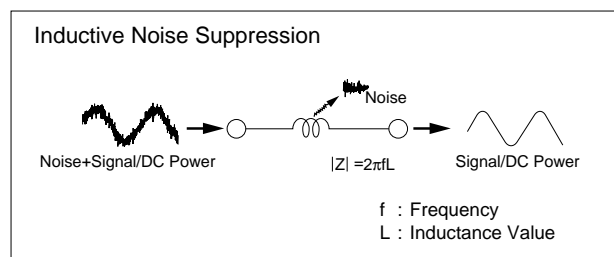 Inductive Noise Suppression
Noise
Noise+Signal/DC Power
|Z| =2πfL
Signal/DC Power
f : Frequency
L : Inductance Value